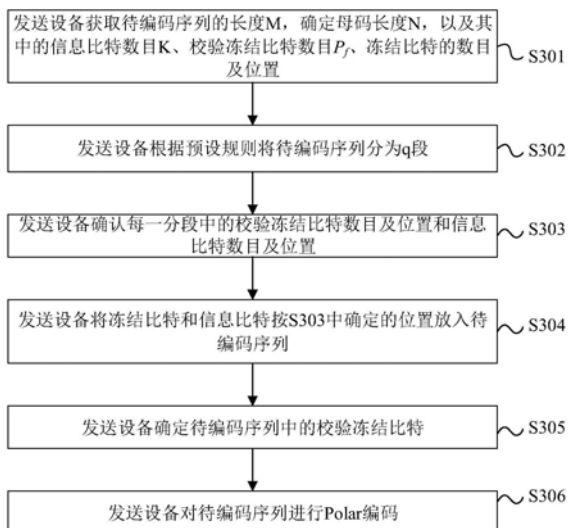 发送设备获取待编码序列的长度M，确定母码长度N，以及其
中的信息比特数目K、校验冻结比特数目Pf、冻结比特的数目
及位置
S301
发送设备根据预设规则将待编码序列分为q段
S302
发送设备确认每一分段中的校验冻结比特数目及位置和信息
比特数目及位置
S303
发送设备将冻结比特和信息比特按S303中确定的位置放入待
编码序列
S304
发送设备确定待编码序列中的校验冻结比特
S305
发送设备对待编码序列进行Polar编码
S306